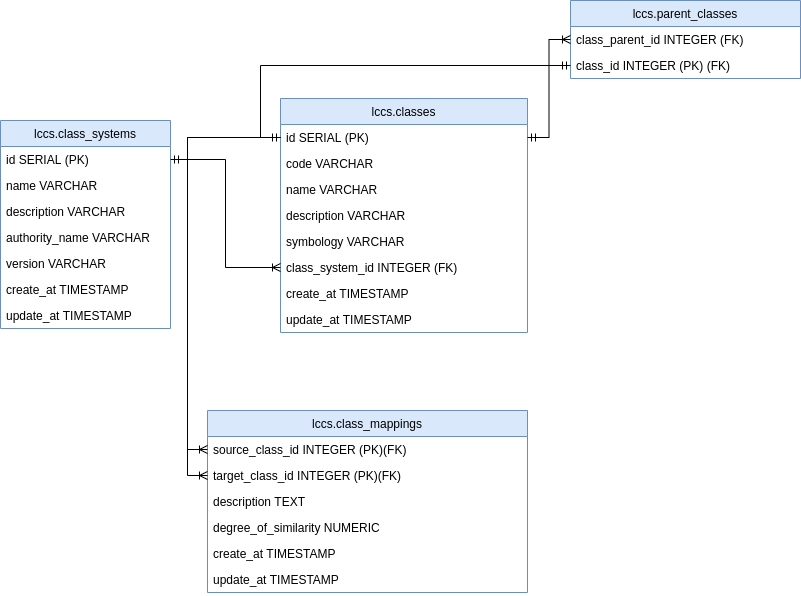 lccs.parent_classes
class_parent_id INTEGER (FK)
class_id INTEGER (PK) (FK)
lccs.classes
id SERIAL (PK)
code VARCHAR
name VARCHAR
description VARCHAR
symbology VARCHAR
class_system_id INTEGER (FK)
create_at TIMESTAMP
update_at TIMESTAMP
lccs.class_systems
id SERIAL (PK)
name VARCHAR
description VARCHAR
authority_name VARCHAR
version VARCHAR
create_at TIMESTAMP
update_at TIMESTAMP
lccs.class_mappings
source_class_id INTEGER (PK)(FK)
target_class_id INTEGER (PK)(FK)
description TEXT
degree_of_similarity NUMERIC
create_at TIMESTAMP
update_at TIMESTAMP